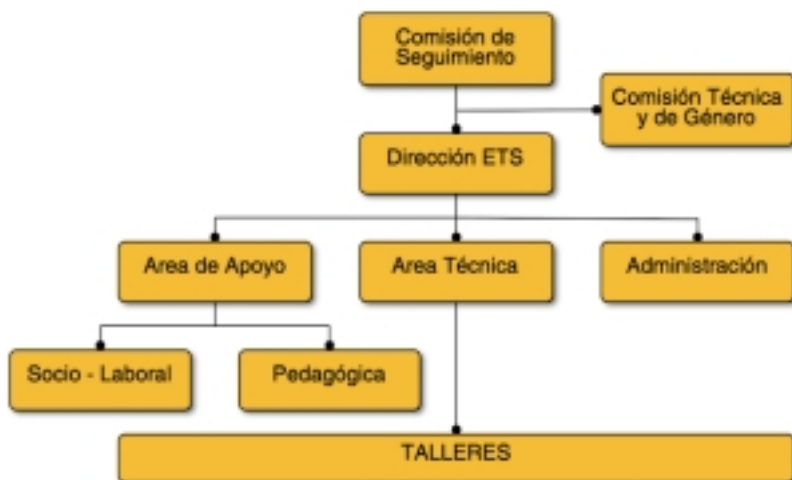 Comisión de
Seguimiento
Comisión Técnica
y de Género
Dirección ETS
Area de Apoyo
Area Técnica
Administración
Socio - Laboral
Pedagógica
TALLERES